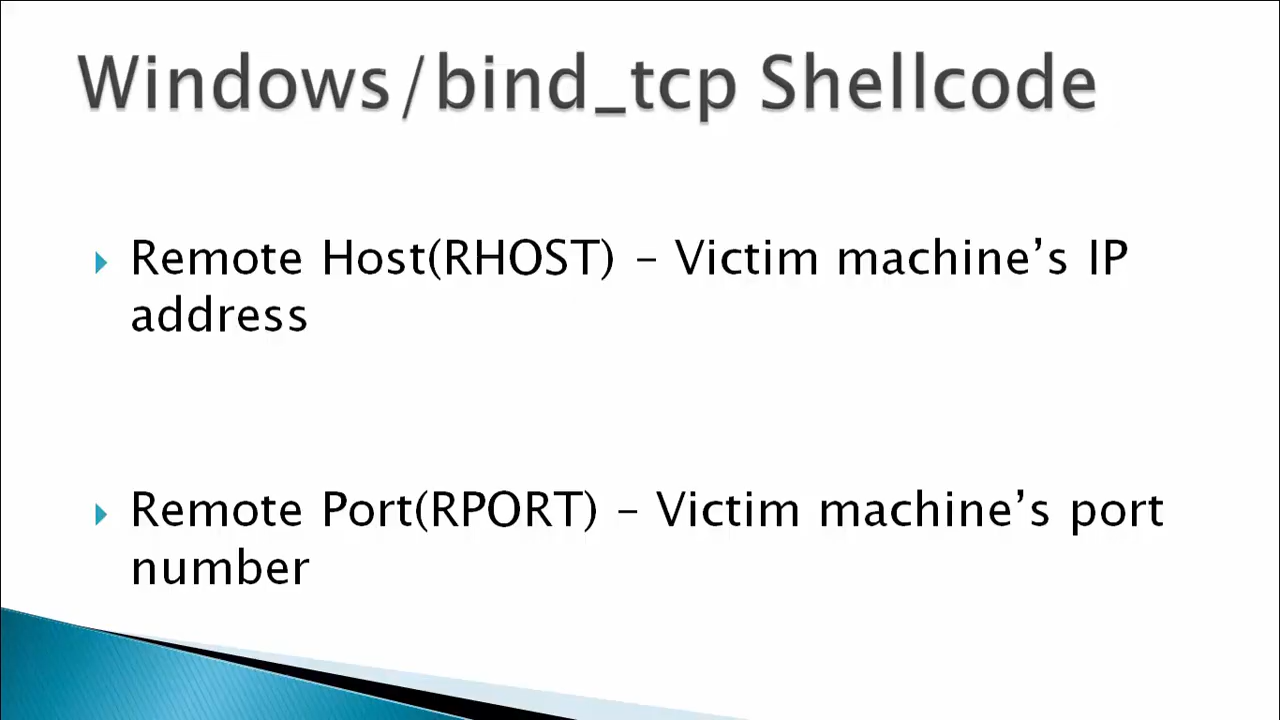 Windows/bind_tcp Shellcode
Remote Host(RHOST) – Victim machine’s IP
address
Remote Port(RPORT) – Victim machine’s port
number